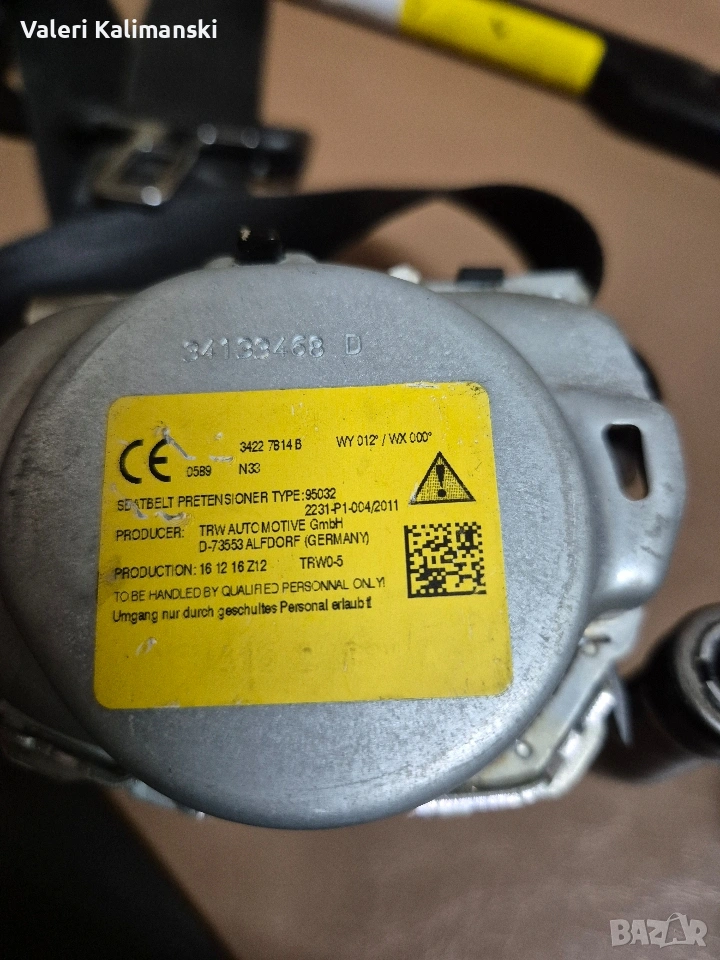 Valeri Kalimanski
34133468 D
CE 0589
3422 7814 B WY 012° / WX 000°
N33
SEATBELT PRETENSIONER TYPE: 95032
2231-P1-004/2011
PRODUCER: TRW AUTOMOTIVE GmbH
D-73553 ALFDORF (GERMANY)
PRODUCTION: 16 12 16 Z12 TRW0-5
TO BE HANDLED BY QUALIFIED PERSONNAL ONLY!
Umgang nur durch geschultes Personal erlaubt!
BAZAR